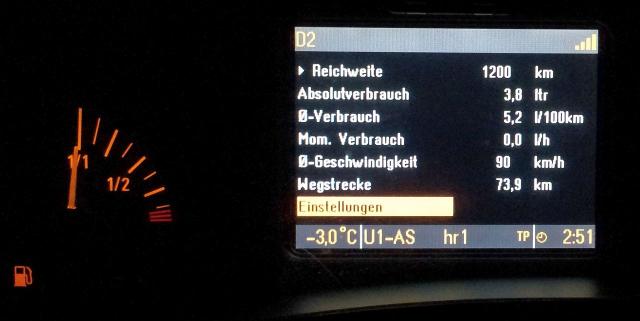 D2
Reichweite 1200 km
Absolutverbrauch 3,8 ltr
Ø-Verbrauch 5,2 l/100km
Mom. Verbrauch 0,0 l/h
Ø-Geschwindigkeit 90 km/h
Wegstrecke 73,9 km
Einstellungen
-3,0°C U1-AS hr1 TP 2:51
1/1
1/2